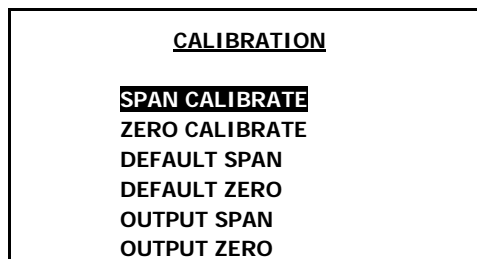 CALIBRATION
SPAN CALIBRATE
ZERO CALIBRATE
DEFAULT SPAN
DEFAULT ZERO
OUTPUT SPAN
OUTPUT ZERO